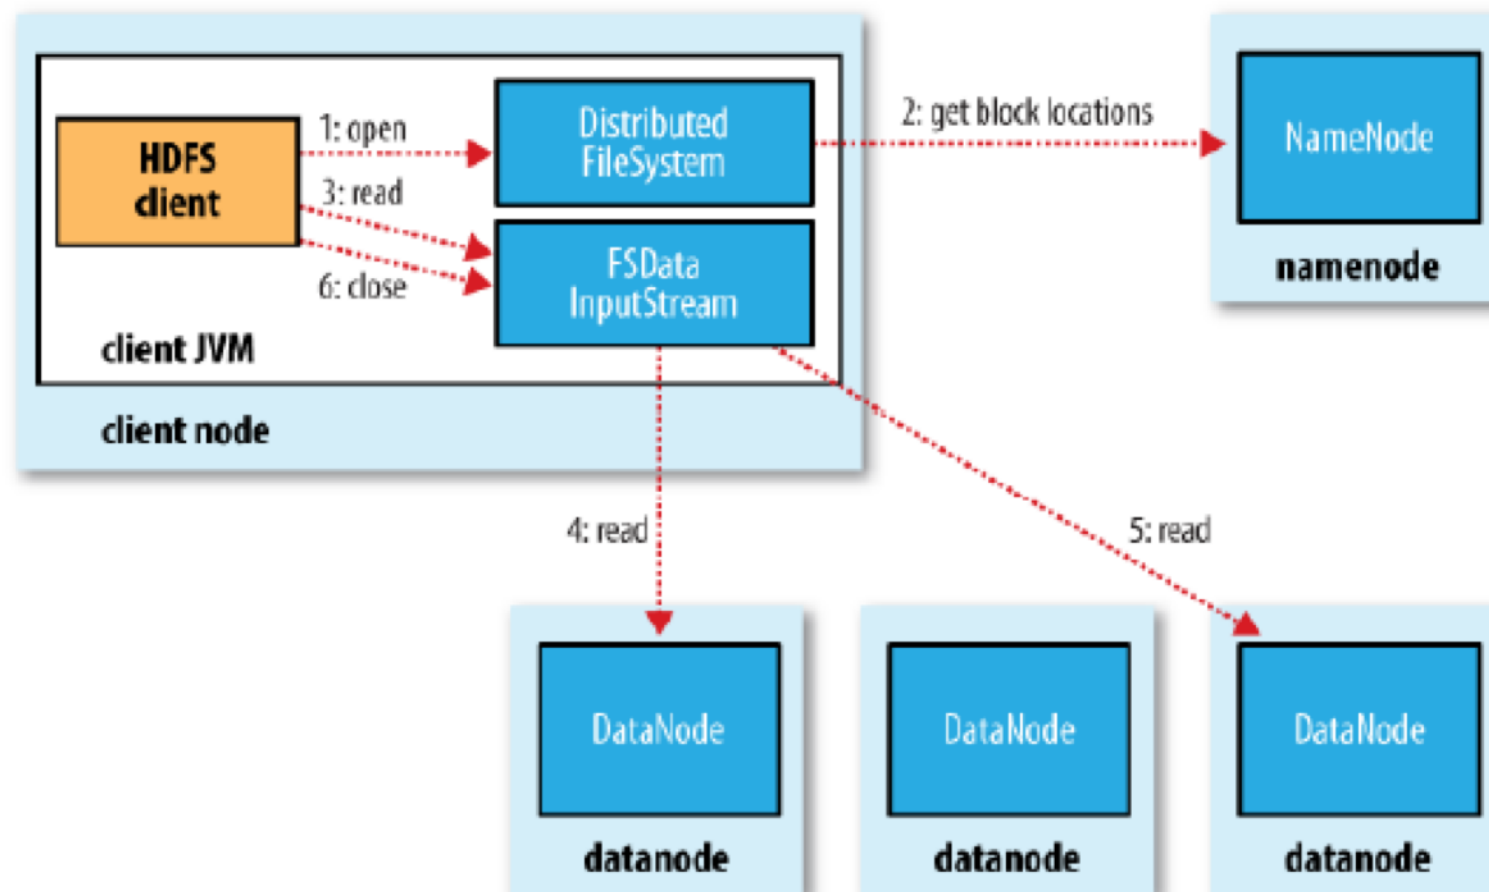 HDFS
client
1: open
3: read
6: close
Distributed
FileSystem
FSData
InputStream
client JVM
client node
2: get block locations
NameNode
namenode
4: read
5: read
DataNode
datanode
DataNode
datanode
DataNode
datanode